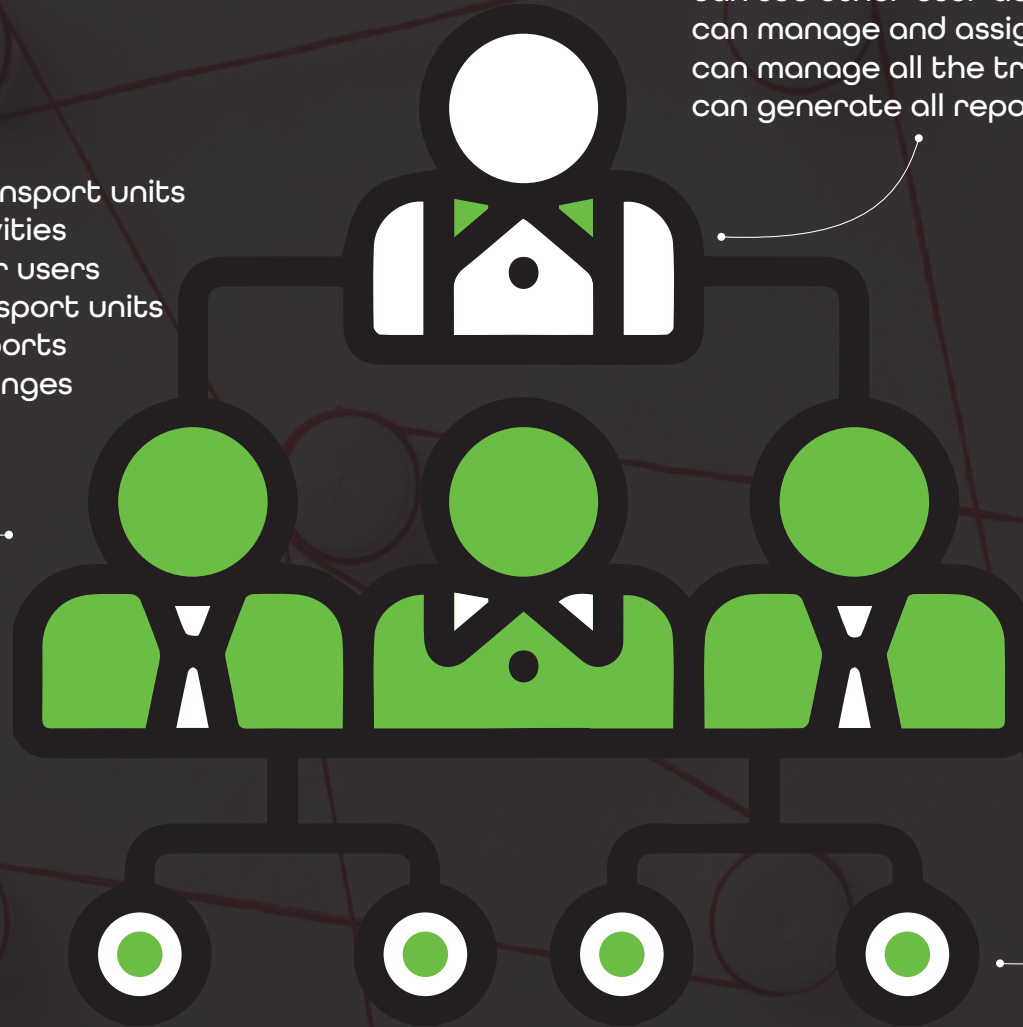 can manage and assig
can manage all the tr
can generate all repo
nsport units
vities
r users
sport units
orts
nges